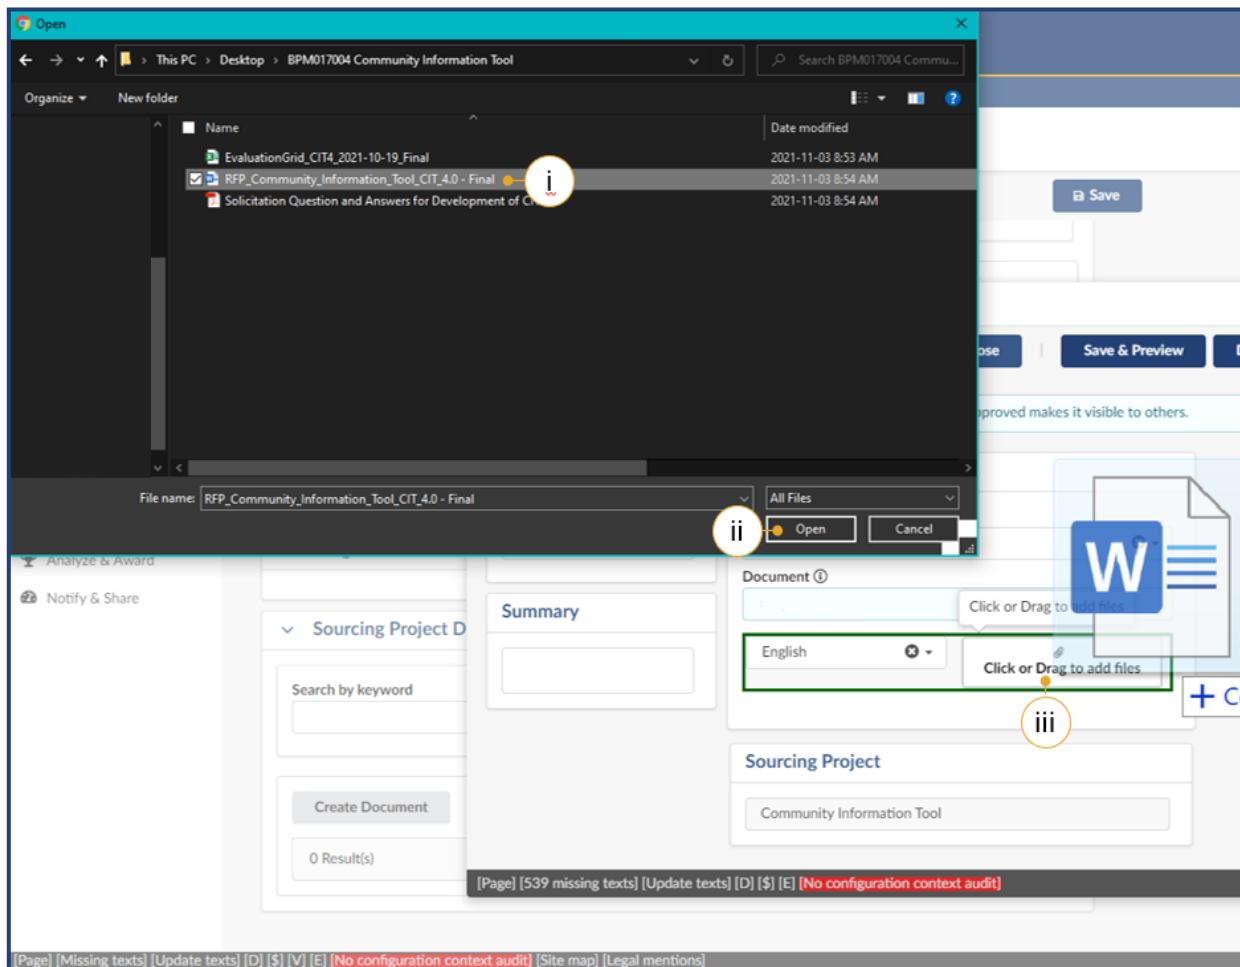 Open
This PC > Desktop > BPM017004 Community Information Tool
Search BPM017004 Commu...
Organize
New folder
Name
Date modified
EvaluationGrid_CIT4_2021-10-19_Final
2021-11-03 8:53 AM
RFP_Community_Information_Tool_CIT_4.0 - Final
i
2021-11-03 8:54 AM
Solicitation Question and Answers for Development of
2021-11-03 8:54 AM
Save
Save & Preview
proved makes it visible to others.
File name:
RFP_Community_Information_Tool_CIT_4.0 - Final
All Files
ii
Open
Cancel
Analyze & Award
Notify & Share
Document
W
Click or Drag to add files
Summary
Sourcing Project D
English
Click or Drag to add files
Search by keyword
iii
Sourcing Project
Create Document
Community Information Tool
0 Result(s)
[Page] [539 missing texts] [Update texts] [D] [$] [E] [No configuration context audit]
[Page] [Missing texts] [Update texts] [D] [$] [V] [E] [No configuration context audit] [Site map] [Legal mentions]